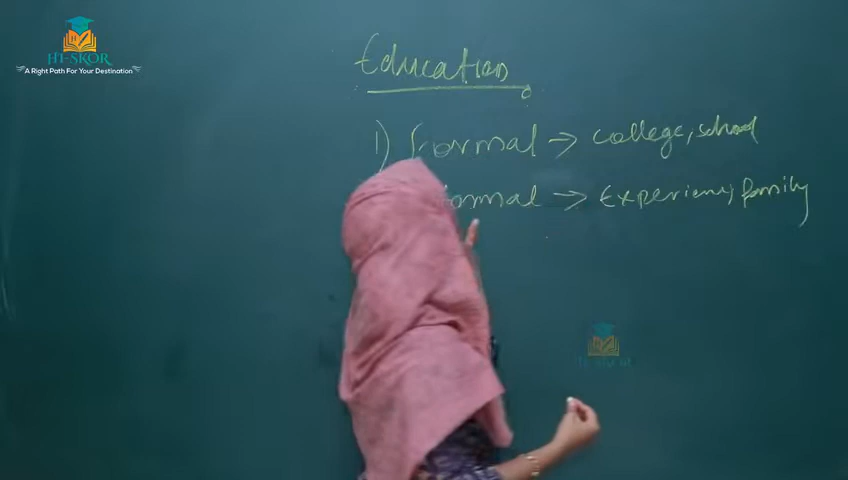 HI-SKOR
A Right Path For Your Destination
Education
1) Formal → college, school
ormal → Experience, family